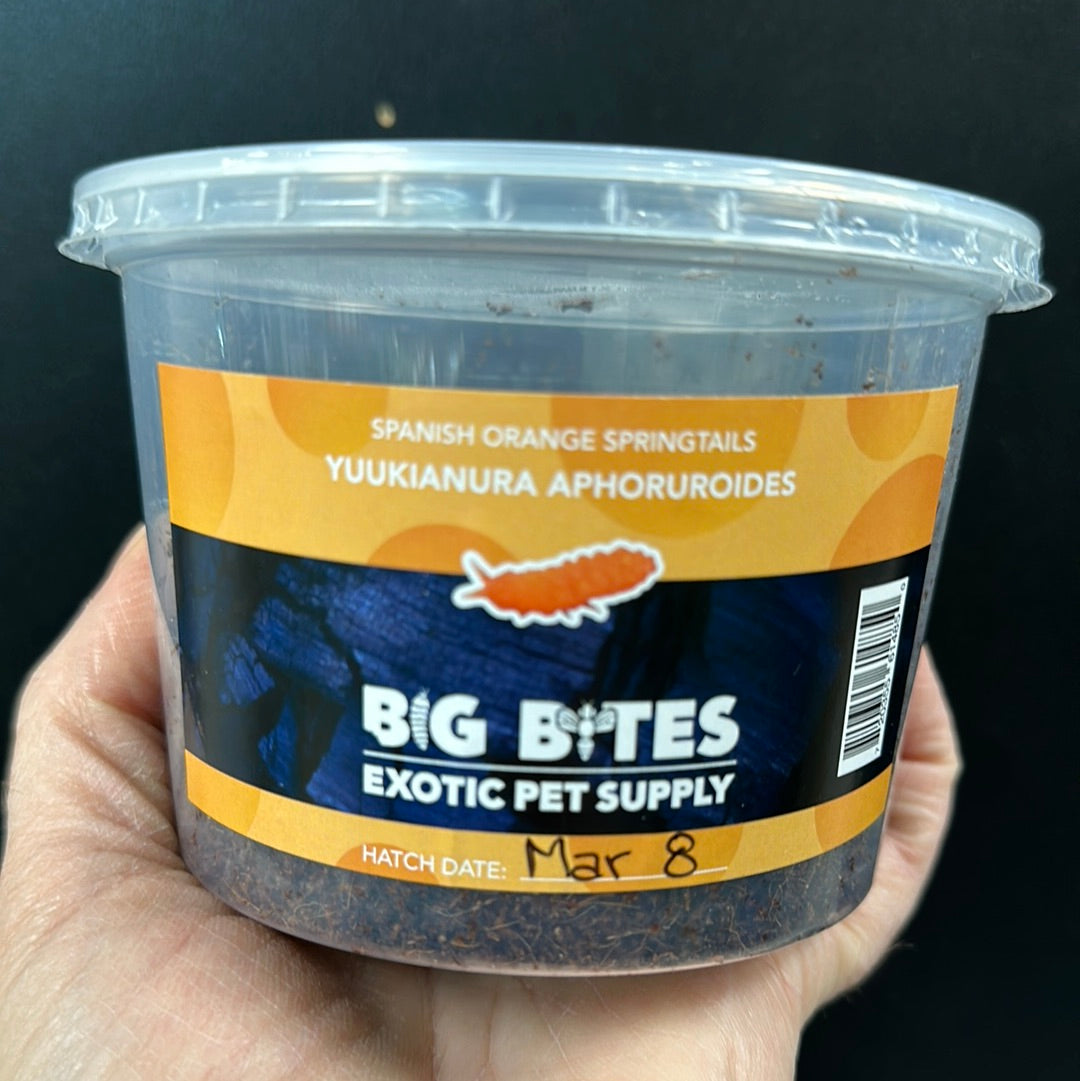 SPANISH ORANGE SPRINGTAILS
YUUKIANURA APHORUROIDES
BIG BITES
EXOTIC PET SUPPLY
HATCH DATE: Mar 8